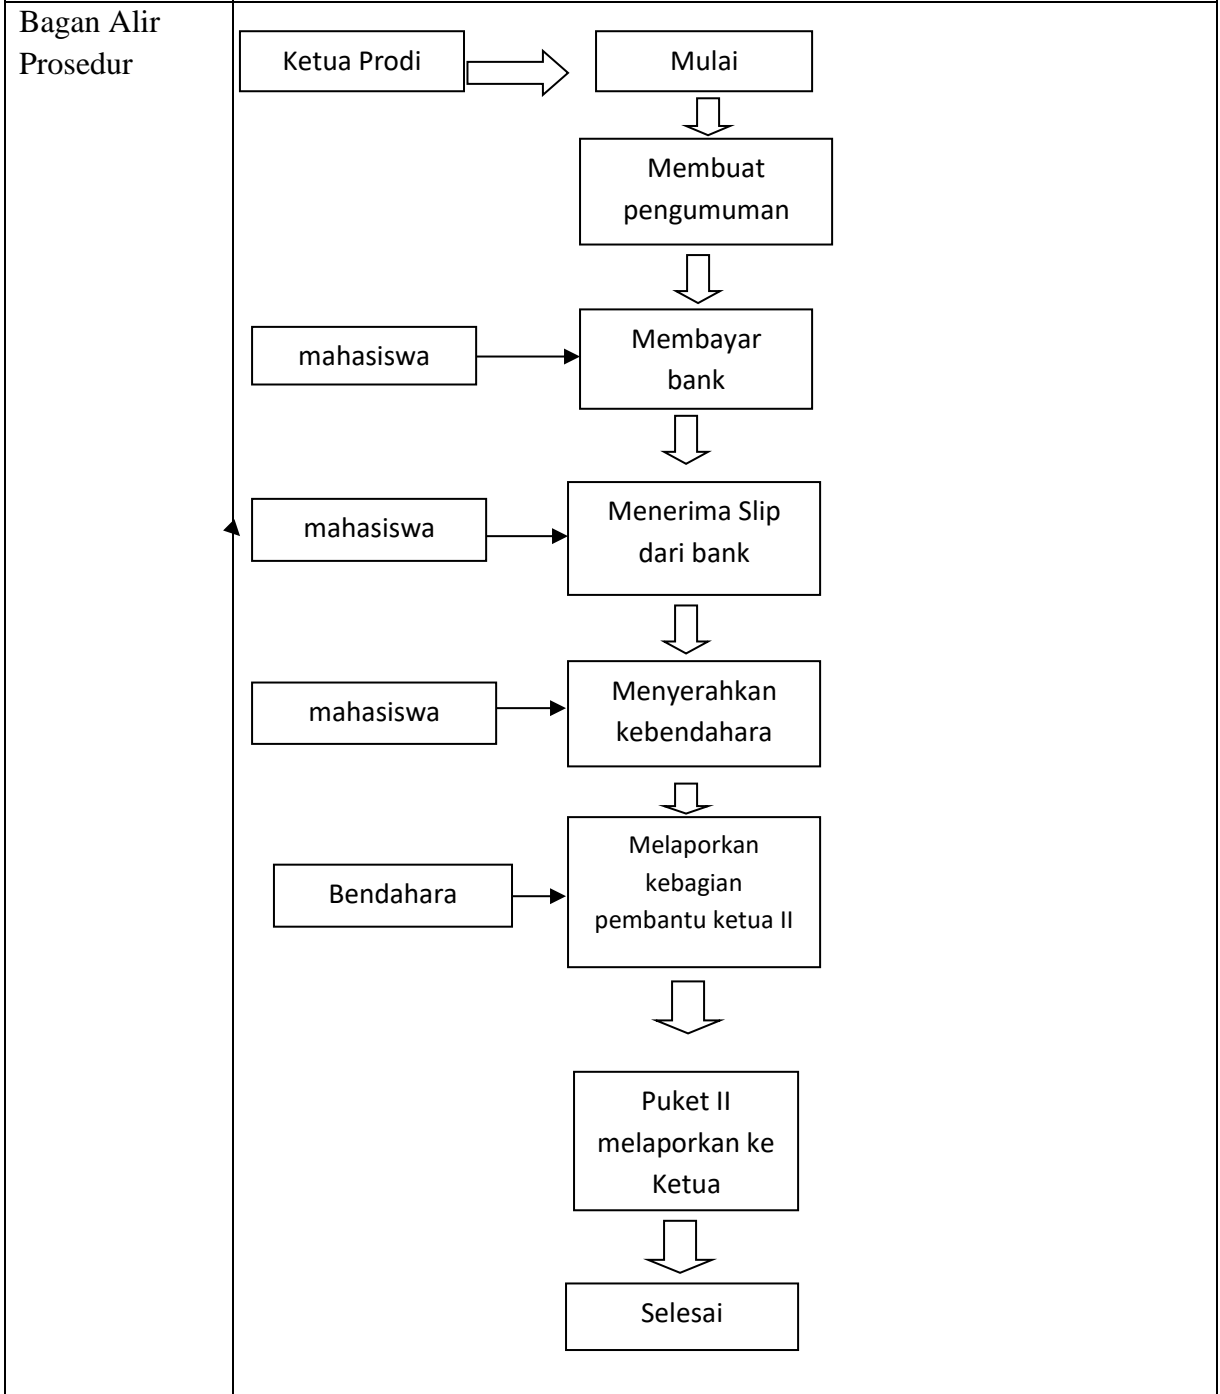 Bagan Alir
Prosedur
Ketua Prodi
Mulai
Membuat
pengumuman
mahasiswa
Membayar
bank
mahasiswa
Menerima Slip
dari bank
mahasiswa
Menyerahkan
kebendahara
Bendahara
Melaporkan
kebagian
pembantu ketua II
Puket II
melaporkan ke
Ketua
Selesai